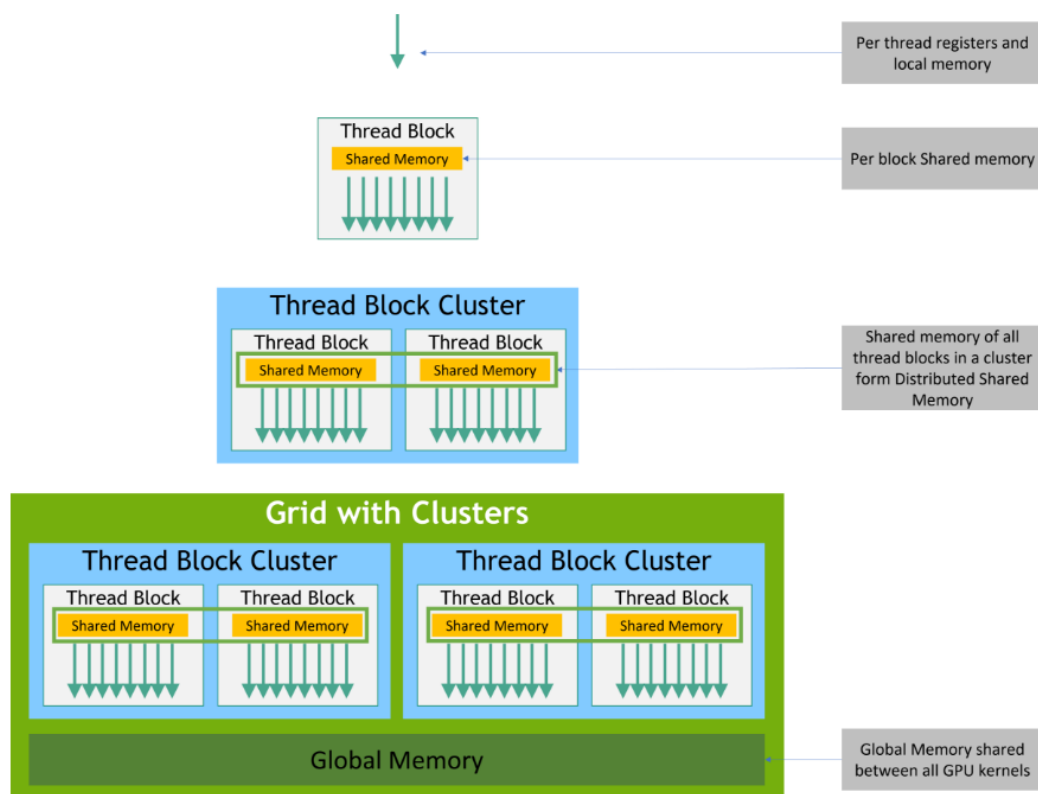 Per thread registers and
local memory
Thread Block
Shared Memory
Per block Shared memory
Thread Block Cluster
Thread Block
Thread Block
Shared Memory
Shared Memory
Shared memory of all
thread blocks in a cluster
form Distributed Shared
Memory
Grid with Clusters
Thread Block Cluster
Thread Block Cluster
Thread Block
Thread Block
Thread Block
Thread Block
Shared Memory
Shared Memory
Shared Memory
Shared Memory
Global Memory
Global Memory shared
between all GPU kernels